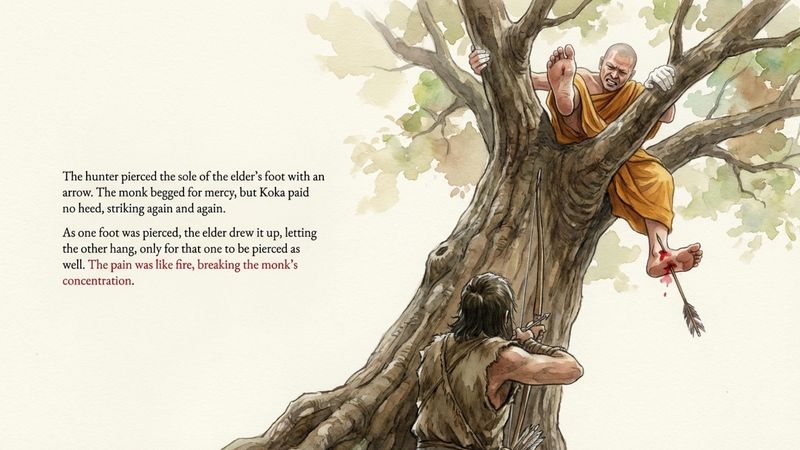 The hunter pierced the sole of the elder’s foot with an
arrow. The monk begged for mercy, but Koka paid
no heed, striking again and again.
As one foot was pierced, the elder drew it up, letting
the other hang, only for that one to be pierced as
well. The pain was like fire, breaking the monk’s
concentration.